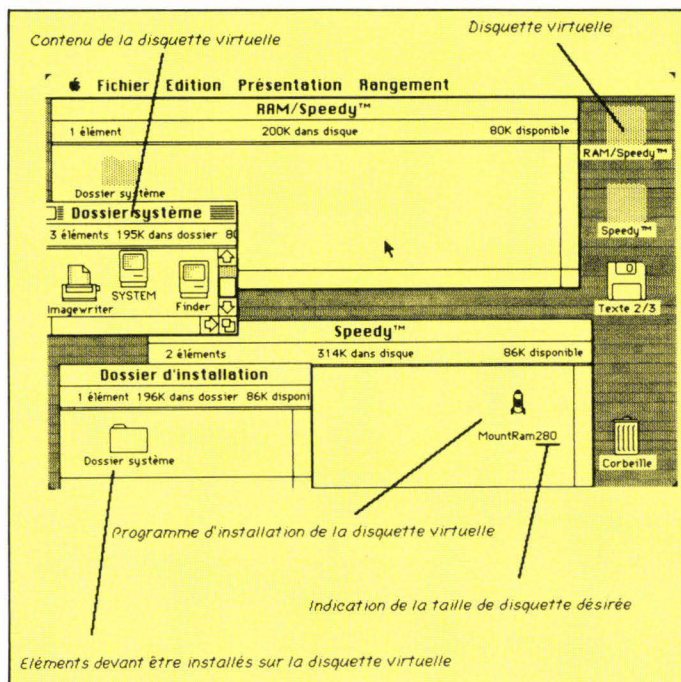 Contenu de la disquette virtuelle
Disquette virtuelle
Fichier Edition Présentation Rangement
RAM/Speedy™
1 élément 200K dans disque 80K disponible
RAM/Speedy™
Dossier système
Dossier système
3 éléments 195K dans dossier 80
Speedy™
Imagewriter
SYSTEM
Finder
Texte 2/3
Speedy™
2 éléments 314K dans disque 86K disponible
Dossier d'installation
1 élément 196K dans dossier 86K disponi
MountRam280
Dossier système
Corbeille
Programme d'installation de la disquette virtuelle
Indication de la taille de disquette désirée
Eléments devant être installés sur la disquette virtuelle